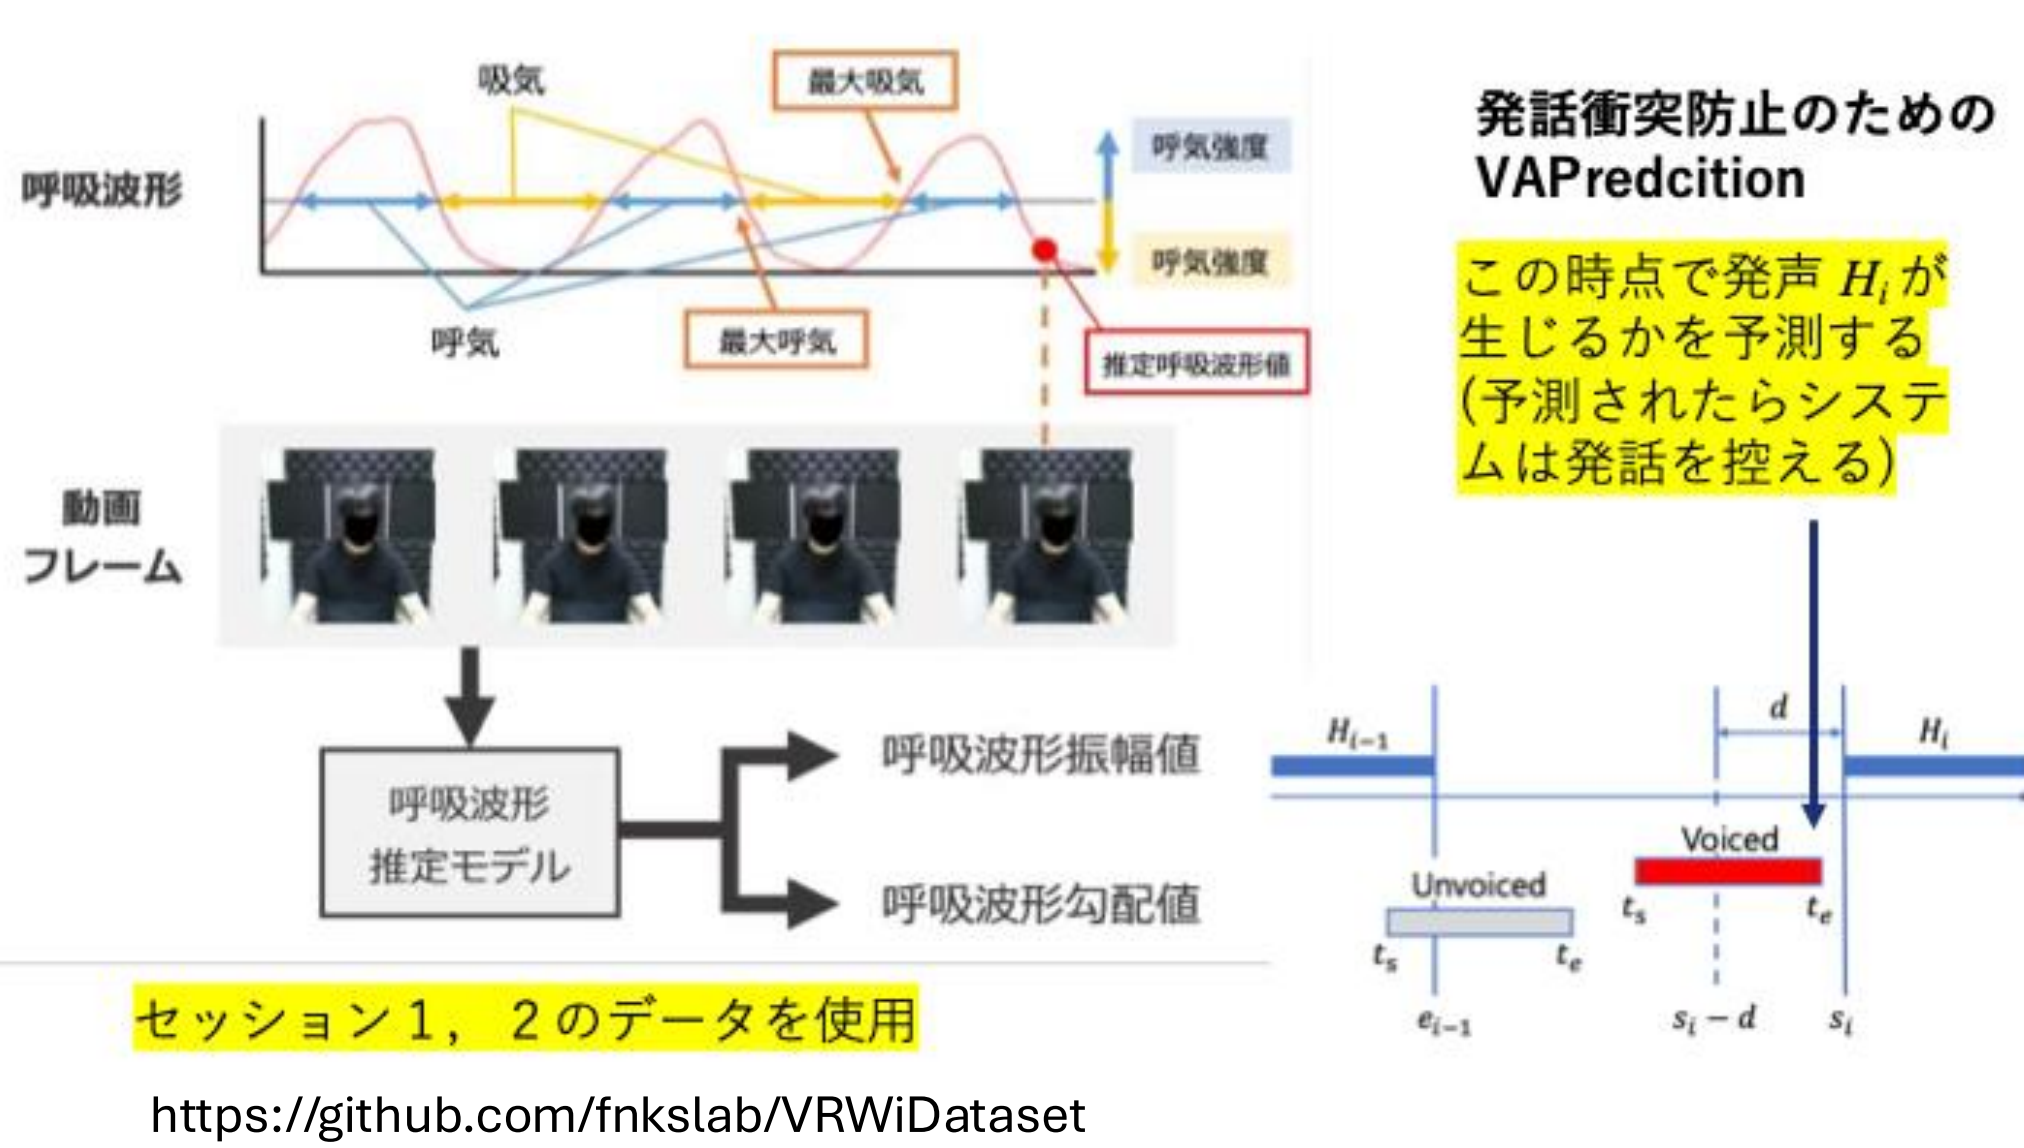 吸気
最大吸気
呼吸波形
呼気強度
呼気強度
呼気
最大呼気
推定呼吸波形値
動画
フレーム
呼吸波形
推定モデル
呼吸波形振幅値
呼吸波形勾配値
セッション１，２のデータを使用
https://github.com/fnkslab/VRWiDataset
発話衝突防止のための
VAPredcition
この時点で発声 Hᵢが
生じるかを予測する
(予測されたらシステ
ムは発話を控える)
Hᵢ₋₁
d
Hᵢ
Voiced
tₛ
tₑ
Unvoiced
tₛ
tₑ
eᵢ₋₁
sᵢ − d
sᵢ